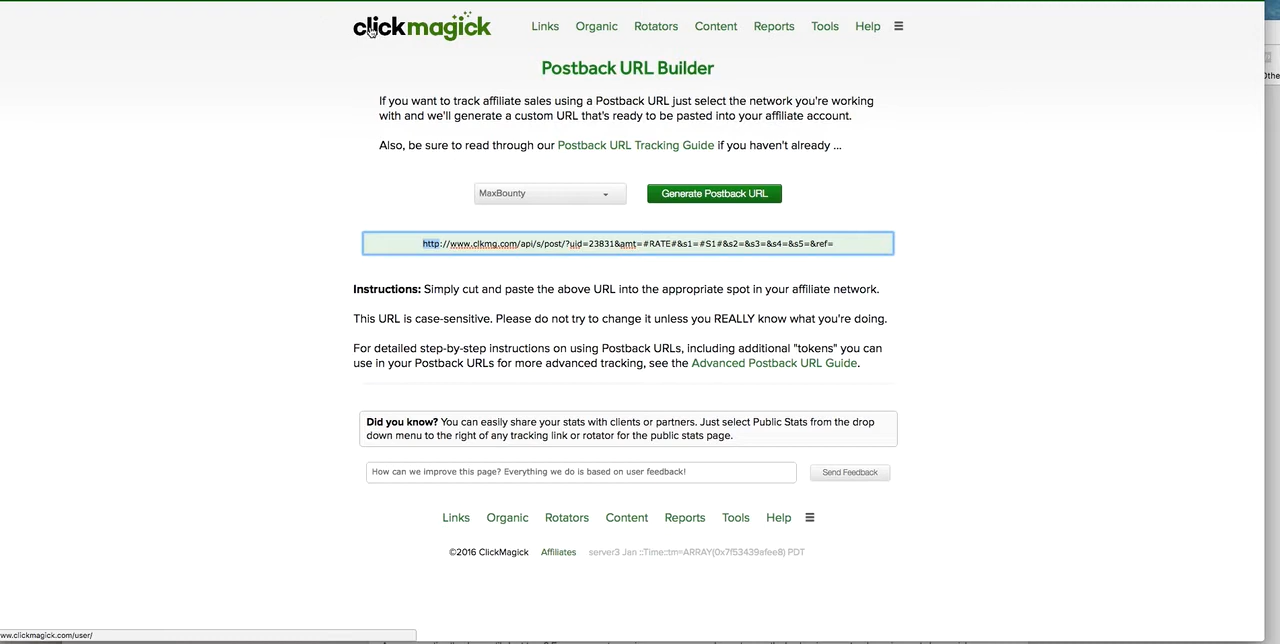 clickmagick
Links Organic Rotators Content Reports Tools Help
Postback URL Builder
If you want to track affiliate sales using a Postback URL just select the network you're working
with and we'll generate a custom URL that's ready to be pasted into your affiliate account.
Also, be sure to read through our Postback URL Tracking Guide if you haven't already ...
MaxBounty Generate Postback URL
http://www.clkmg.com/api/s/post/?uid=23831&amt=#RATE#&s1=#S1#&s2=&s3=&s4=&s5=&ref=
Instructions: Simply cut and paste the above URL into the appropriate spot in your affiliate network.
This URL is case-sensitive. Please do not try to change it unless you REALLY know what you're doing.
For detailed step-by-step instructions on using Postback URLs, including additional "tokens" you can
use in your Postback URLs for more advanced tracking, see the Advanced Postback URL Guide.
Did you know? You can easily share your stats with clients or partners. Just select Public Stats from the drop
down menu to the right of any tracking link or rotator for the public stats page.
How can we improve this page? Everything we do is based on user feedback! Send Feedback
Links Organic Rotators Content Reports Tools Help
©2016 ClickMagick Affiliates server3 Jan ::Time::tm=ARRAY(0x7f53439afee8) PDT
ww.clickmagick.com/user/